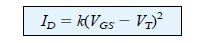 I_D = k(V_GS − V_T)²